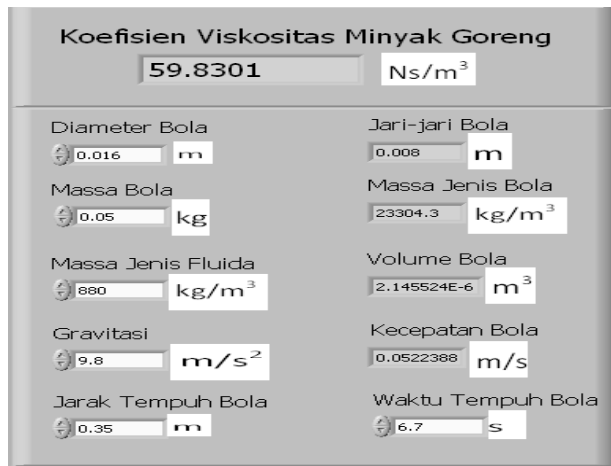 Koefisien Viskositas Minyak Goreng
59.8301 Ns/m³
Diameter Bola
0.016 m
Jari-jari Bola
0.008 m
Massa Bola
0.05 kg
Massa Jenis Bola
23304.3 kg/m³
Massa Jenis Fluida
880 kg/m³
Volume Bola
2.145524E-6 m³
Gravitasi
9.8 m/s²
Kecepatan Bola
0.0522388 m/s
Jarak Tempuh Bola
0.35 m
Waktu Tempuh Bola
6.7 s